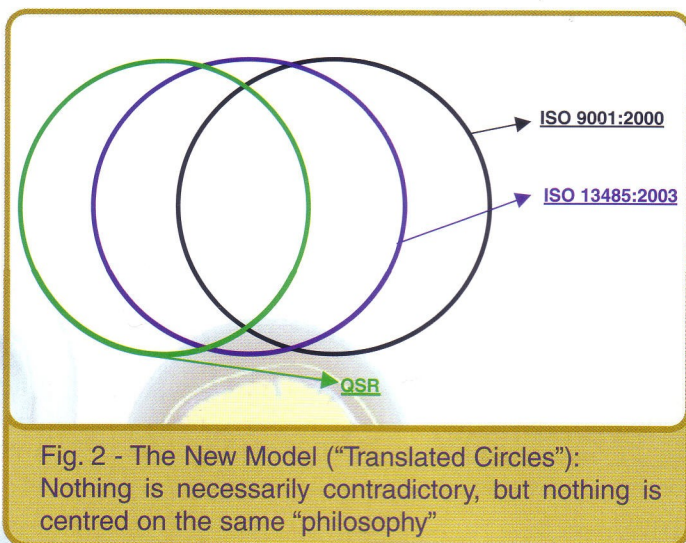 ISO 9001:2000
ISO 13485:2003
QSR
Fig. 2 - The New Model (“Translated Circles”):
Nothing is necessarily contradictory, but nothing is
centred on the same “philosophy”